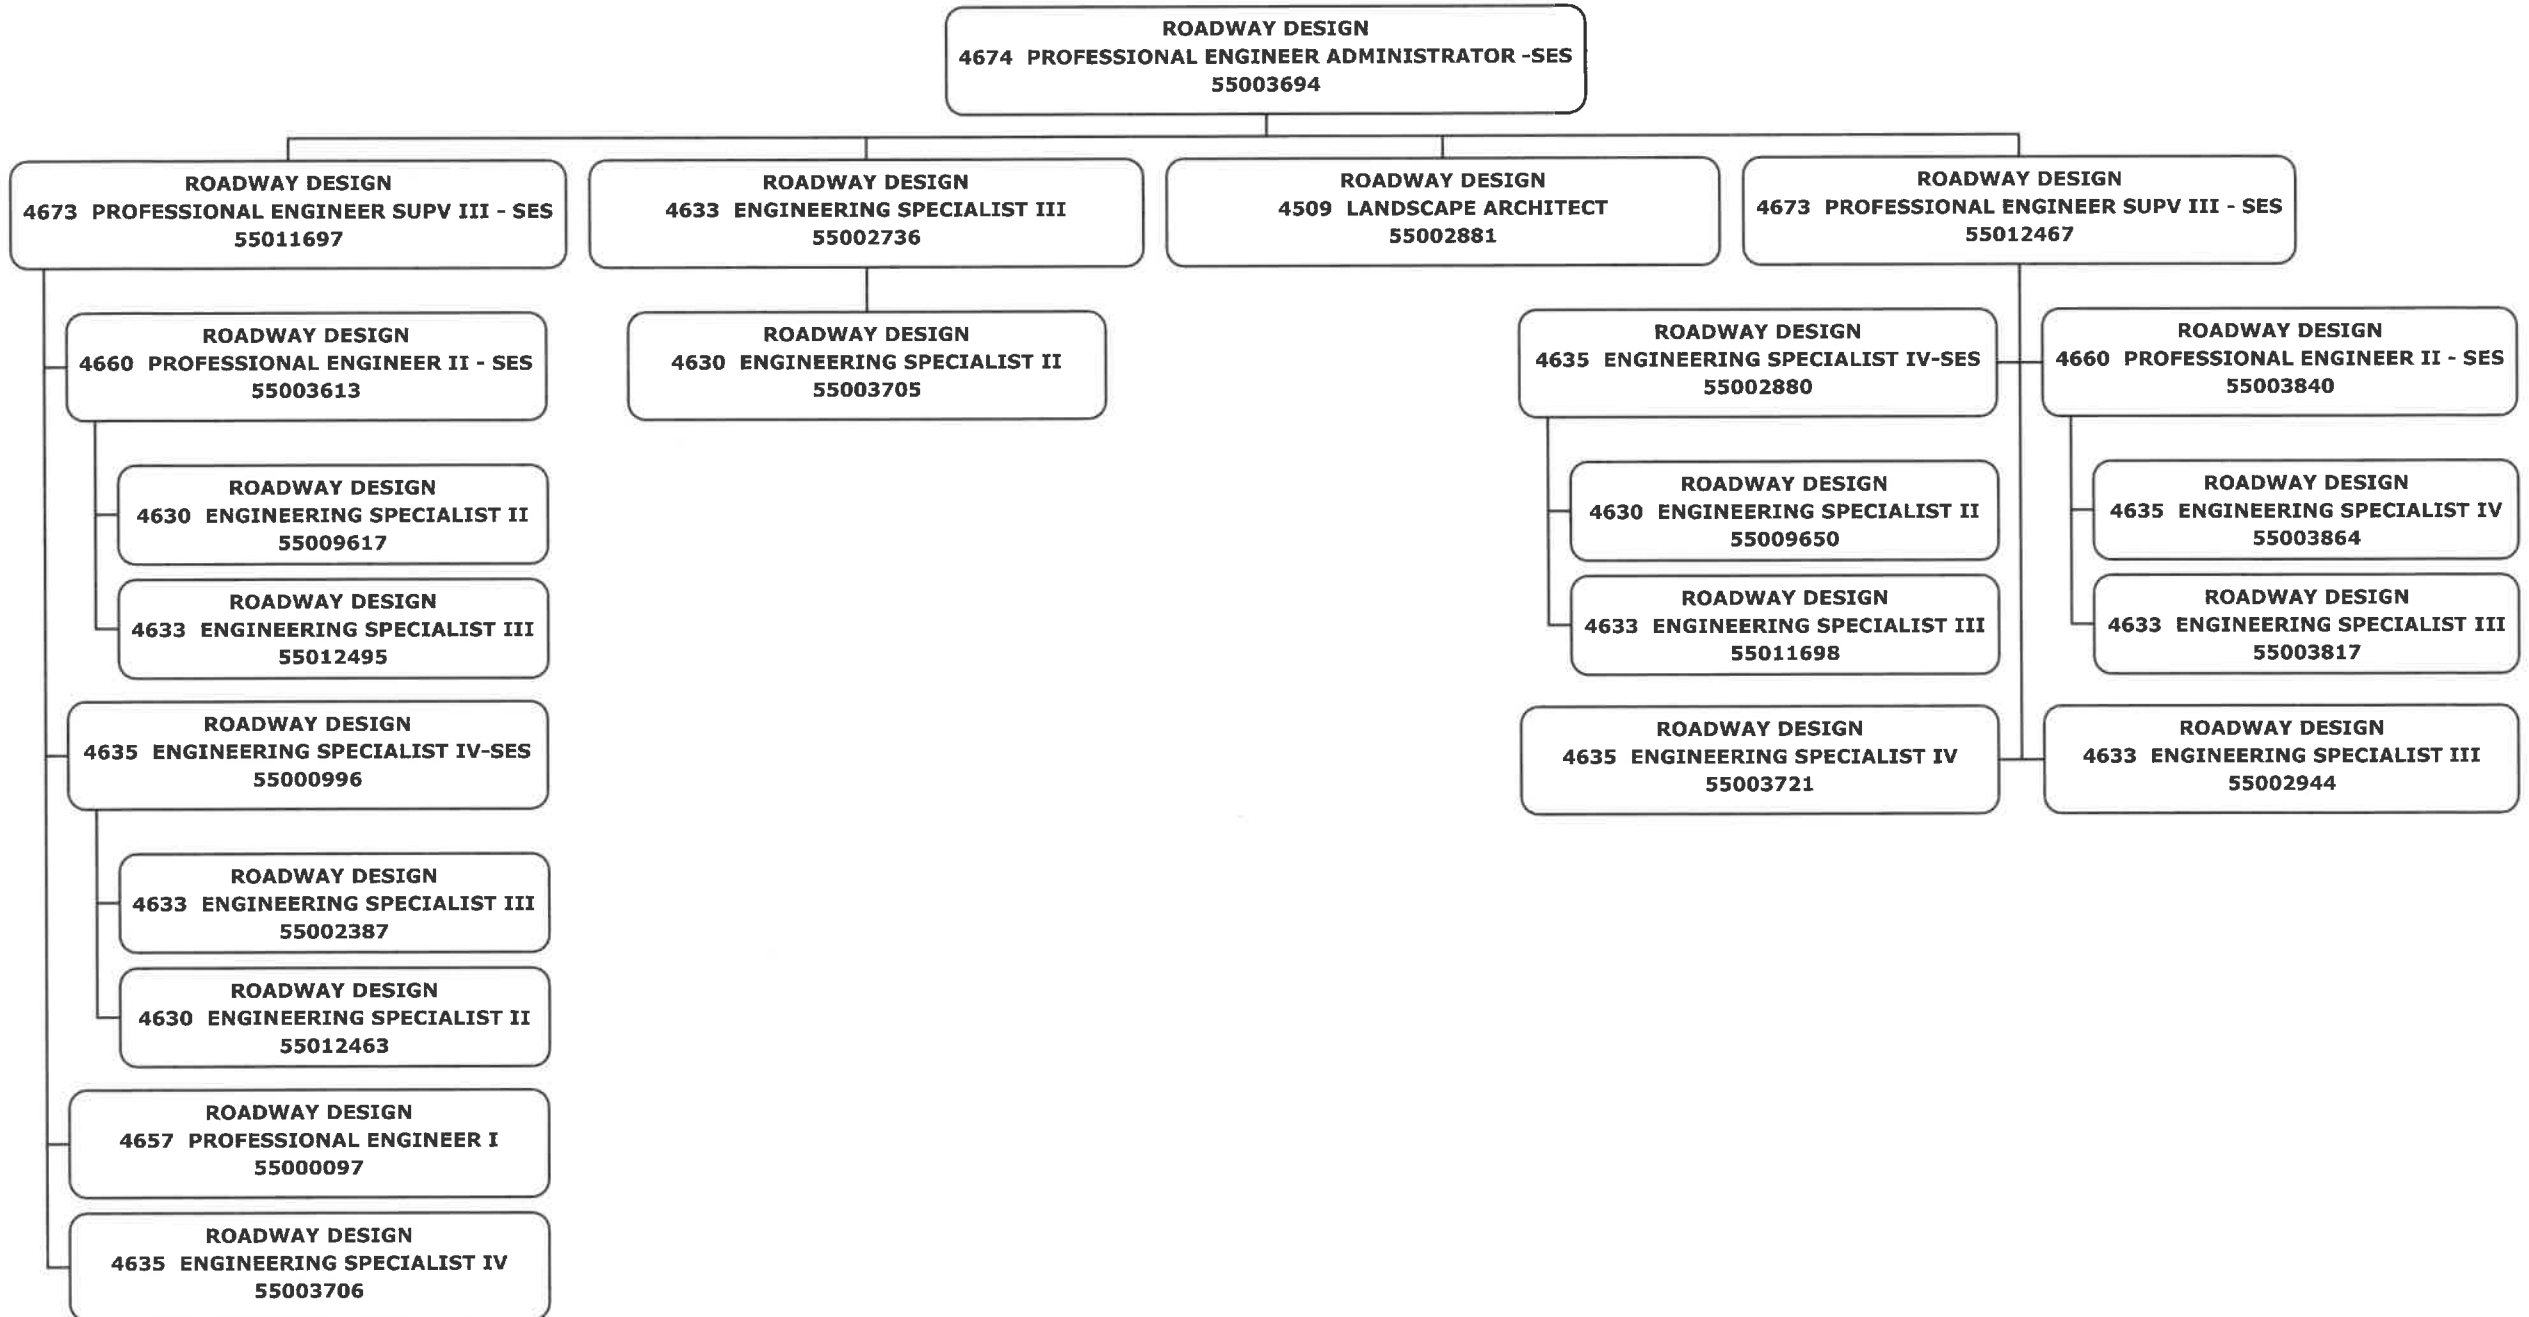 ROADWAY DESIGN
4674 PROFESSIONAL ENGINEER ADMINISTRATOR -SES
55003694
ROADWAY DESIGN
4673 PROFESSIONAL ENGINEER SUPV III - SES
55011697
ROADWAY DESIGN
4633 ENGINEERING SPECIALIST III
55002736
ROADWAY DESIGN
4509 LANDSCAPE ARCHITECT
55002881
ROADWAY DESIGN
4673 PROFESSIONAL ENGINEER SUPV III - SES
55012467
ROADWAY DESIGN
4660 PROFESSIONAL ENGINEER II - SES
55003613
ROADWAY DESIGN
4630 ENGINEERING SPECIALIST II
55009617
ROADWAY DESIGN
4633 ENGINEERING SPECIALIST III
55012495
ROADWAY DESIGN
4635 ENGINEERING SPECIALIST IV-SES
55000996
ROADWAY DESIGN
4633 ENGINEERING SPECIALIST III
55002387
ROADWAY DESIGN
4630 ENGINEERING SPECIALIST II
55012463
ROADWAY DESIGN
4657 PROFESSIONAL ENGINEER I
55000097
ROADWAY DESIGN
4635 ENGINEERING SPECIALIST IV
55003706
ROADWAY DESIGN
4630 ENGINEERING SPECIALIST II
55003705
ROADWAY DESIGN
4635 ENGINEERING SPECIALIST IV-SES
55002880
ROADWAY DESIGN
4630 ENGINEERING SPECIALIST II
55009650
ROADWAY DESIGN
4633 ENGINEERING SPECIALIST III
55011698
ROADWAY DESIGN
4660 PROFESSIONAL ENGINEER II - SES
55003840
ROADWAY DESIGN
4635 ENGINEERING SPECIALIST IV
55003864
ROADWAY DESIGN
4633 ENGINEERING SPECIALIST III
55003817
ROADWAY DESIGN
4635 ENGINEERING SPECIALIST IV
55003721
ROADWAY DESIGN
4633 ENGINEERING SPECIALIST III
55002944